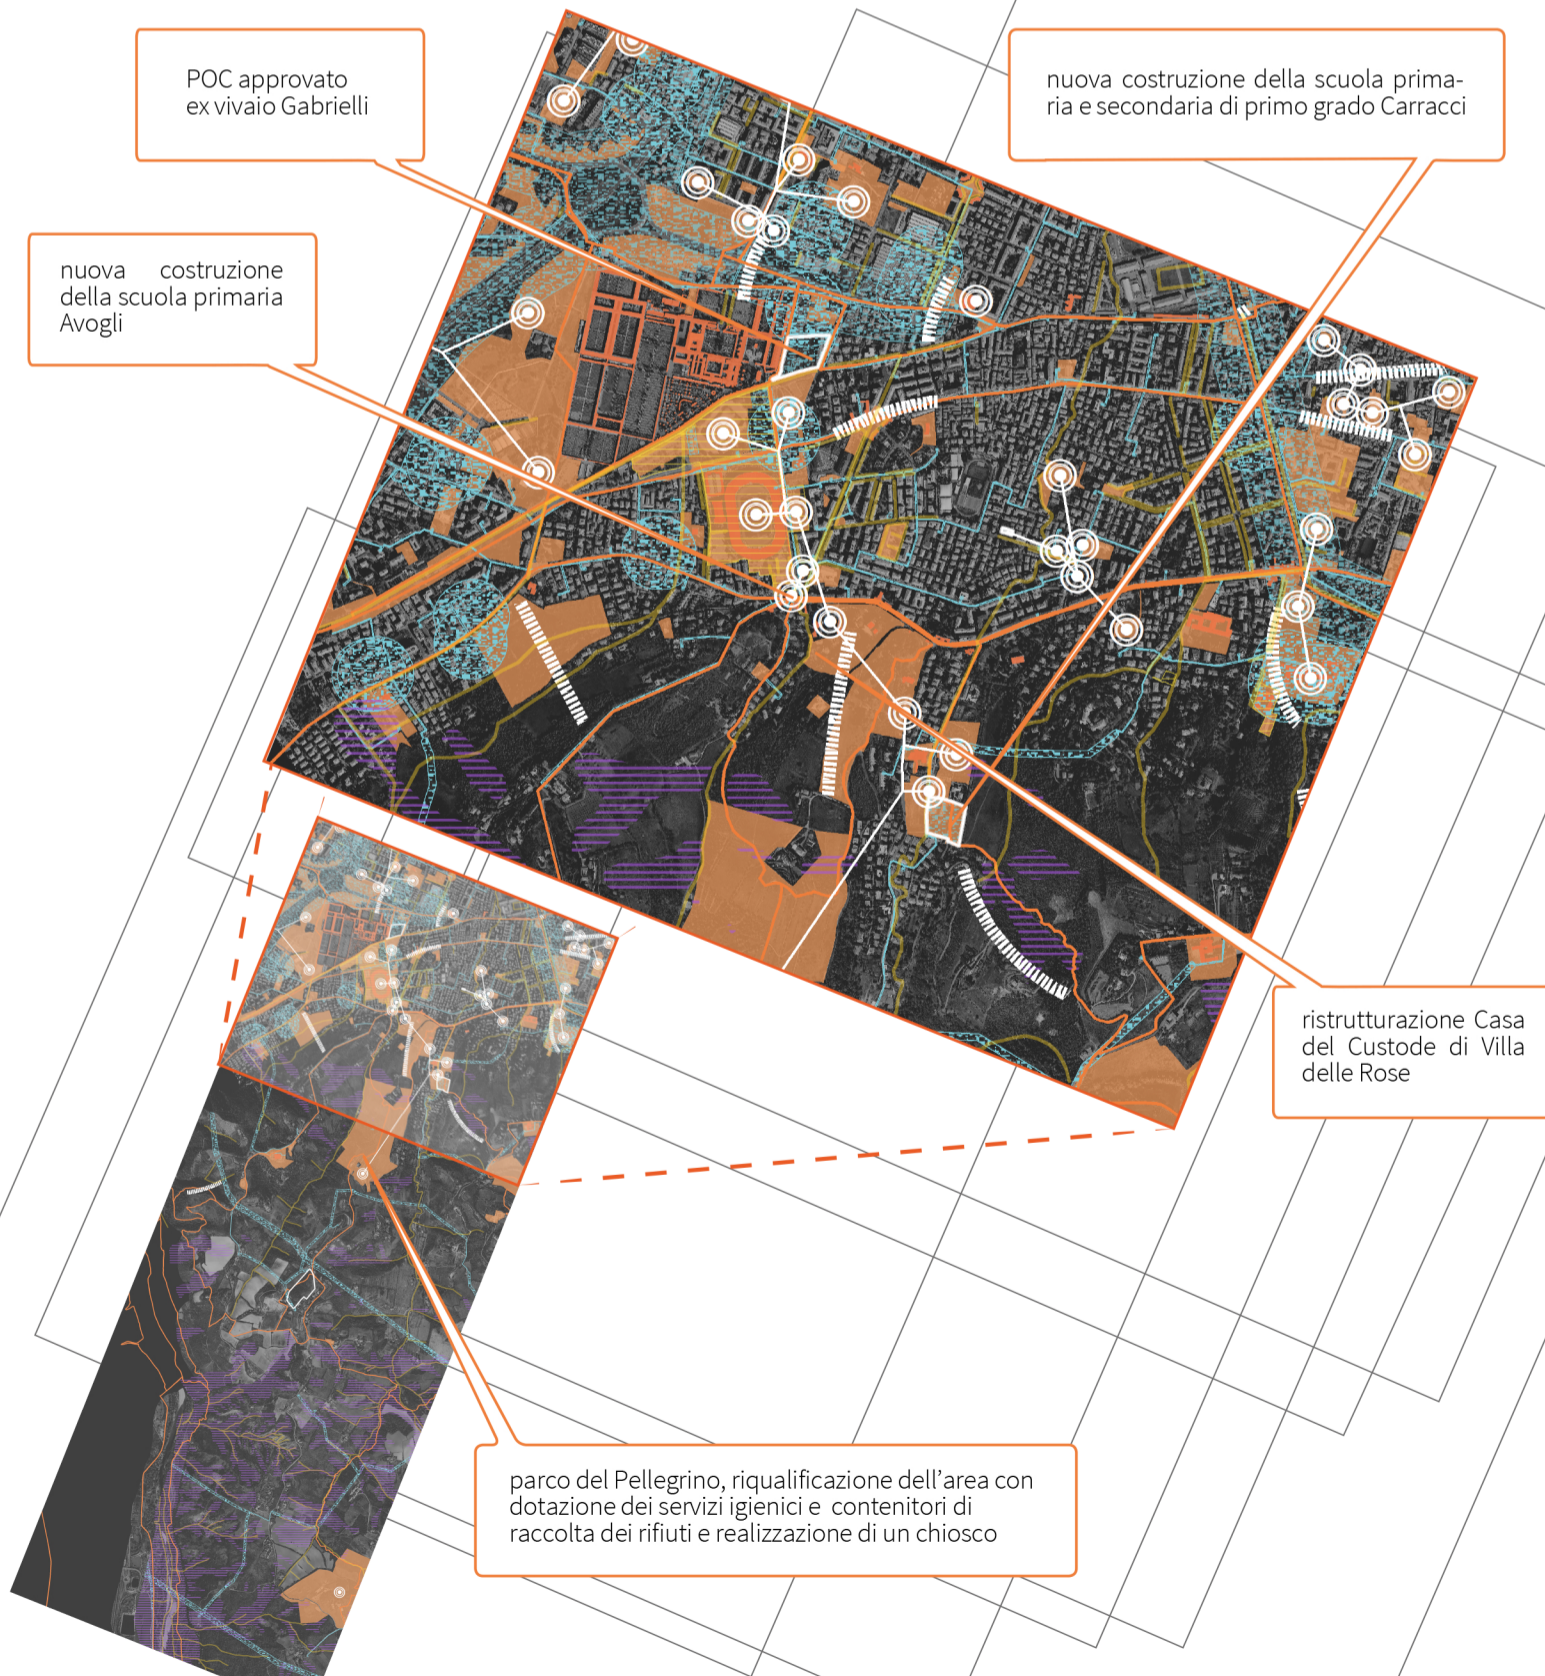 POC approvato
ex vivaio Gabrielli
nuova costruzione della scuola prima-
ria e secondaria di primo grado Carracci
nuova costruzione
della scuola primaria
Avogli
ristrutturazione Casa
del Custode di Villa
delle Rose
parco del Pellegrino, riqualificazione dell’area con
dotazione dei servizi igienici e contenitori di
raccolta dei rifiuti e realizzazione di un chiosco